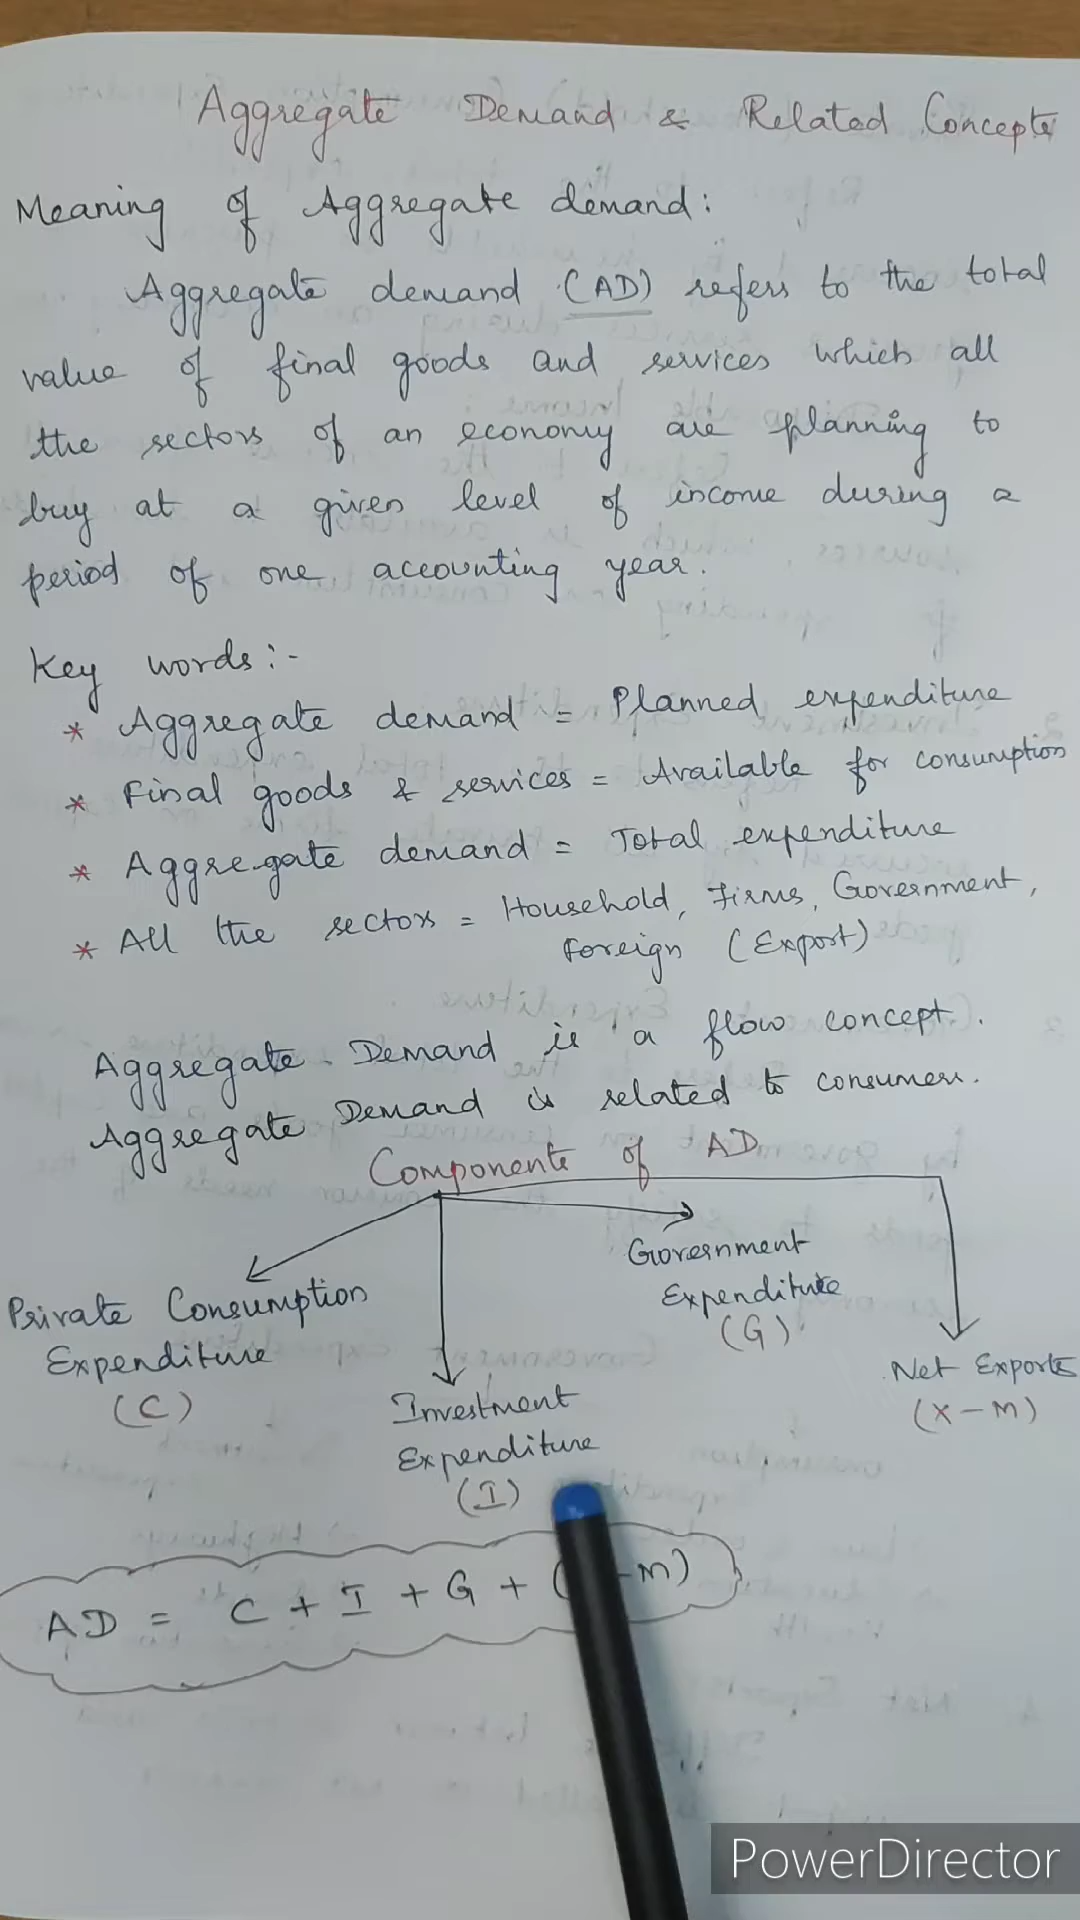 Aggregate Demand & Related Concepts
Meaning of Aggregate demand:
Aggregate demand (AD) refers to the total
value of final goods and services which all
the sectors of an economy are planning to
buy at a given level of income during a
period of one accounting year.
Key words:-
* Aggregate demand = Planned expenditure
* Final goods & services = Available for consumption
* Aggregate demand = Total expenditure
* All the sectors = Household, Firms, Government,
Foreign (Export)
Aggregate Demand is a flow concept.
Aggregate Demand is related to consumers.
Components of AD
Private Consumption
Expenditure
(C)
Investment
Expenditure
(I)
Government
Expenditure
(G)
Net Exports
(X-M)
AD = C + I + G + ( -M)
PowerDirector